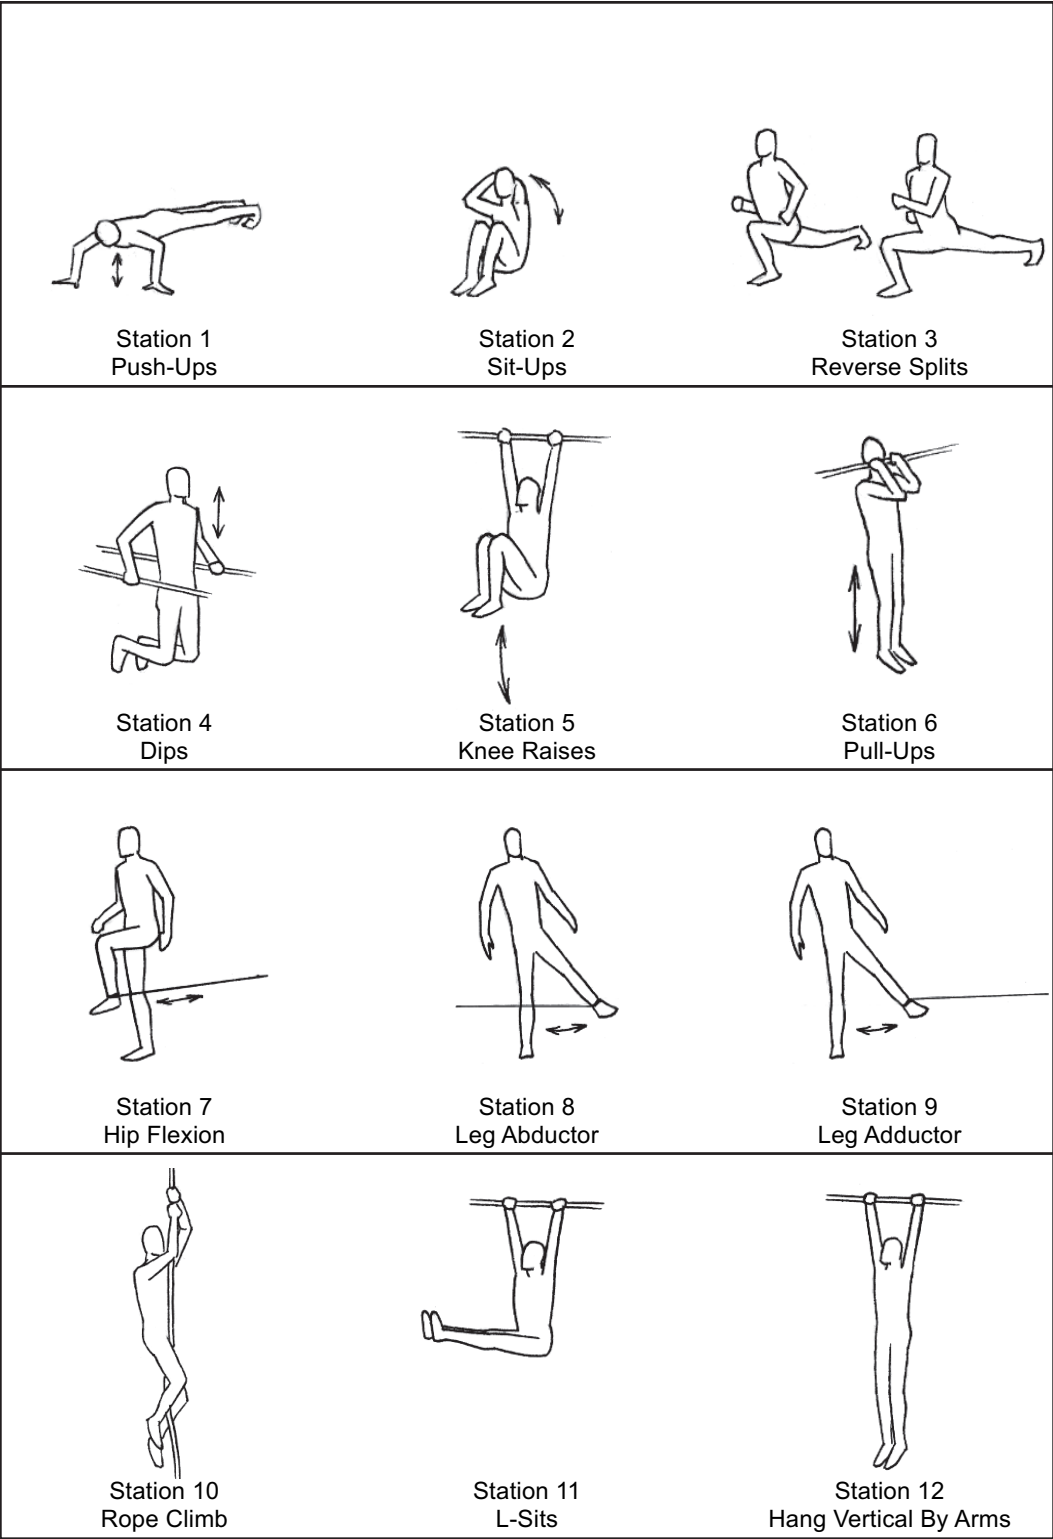 Station 1
Push-Ups
Station 2
Sit-Ups
Station 3
Reverse Splits
Station 4
Dips
Station 5
Knee Raises
Station 6
Pull-Ups
Station 7
Hip Flexion
Station 8
Leg Abductor
Station 9
Leg Adductor
Station 10
Rope Climb
Station 11
L-Sits
Station 12
Hang Vertical By Arms